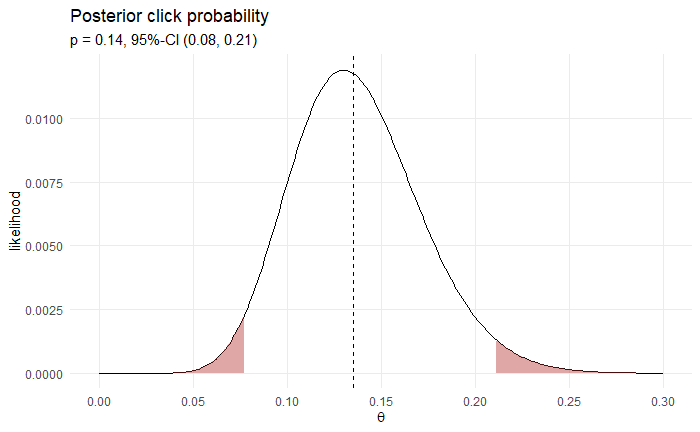 Posterior click probability
p = 0.14, 95%-CI (0.08, 0.21)
likelihood
0.0100
0.0075
0.0050
0.0025
0.0000
0.00 0.05 0.10 0.15 0.20 0.25 0.30
θ